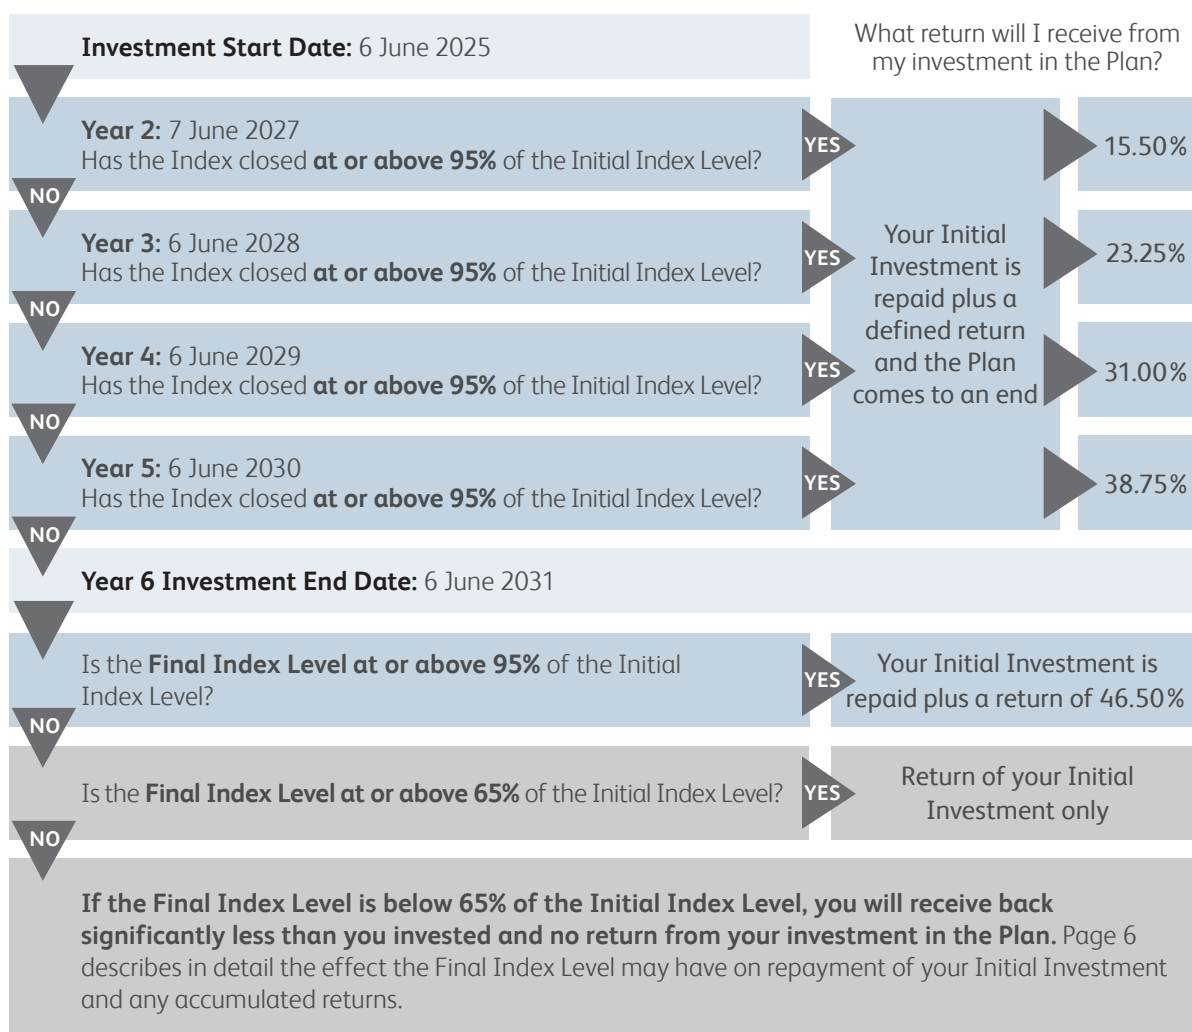 Investment Start Date: 6 June 2025
What return will I receive from
my investment in the Plan?
Year 2: 7 June 2027
Has the Index closed at or above 95% of the Initial Index Level?
YES
15.50%
NO
Year 3: 6 June 2028
Has the Index closed at or above 95% of the Initial Index Level?
YES
23.25%
NO
Year 4: 6 June 2029
Has the Index closed at or above 95% of the Initial Index Level?
YES
31.00%
NO
Year 5: 6 June 2030
Has the Index closed at or above 95% of the Initial Index Level?
YES
38.75%
Your Initial
Investment is
repaid plus a
defined return
and the Plan
comes to an end
NO
Year 6 Investment End Date: 6 June 2031
Is the Final Index Level at or above 95% of the Initial
Index Level?
YES
Your Initial Investment is
repaid plus a return of 46.50%
NO
Is the Final Index Level at or above 65% of the Initial Index Level?
YES
Return of your Initial
Investment only
NO
If the Final Index Level is below 65% of the Initial Index Level, you will receive back
significantly less than you invested and no return from your investment in the Plan. Page 6
describes in detail the effect the Final Index Level may have on repayment of your Initial Investment
and any accumulated returns.